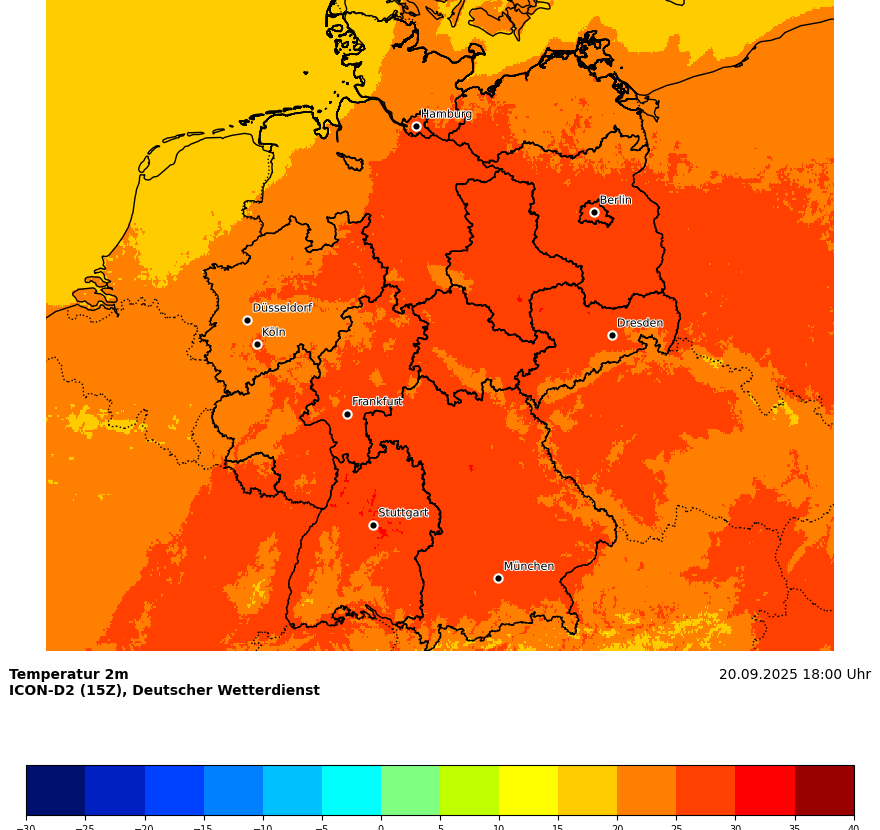 Hamburg
Berlin
Düsseldorf
Köln
Dresden
Frankfurt
Stuttgart
München
Temperatur 2m
20.09.2025 18:00 Uhr
ICON-D2 (15Z), Deutscher Wetterdienst
−30 −25 −20 −15 −10 −5 0 5 10 15 20 25 30 35 40